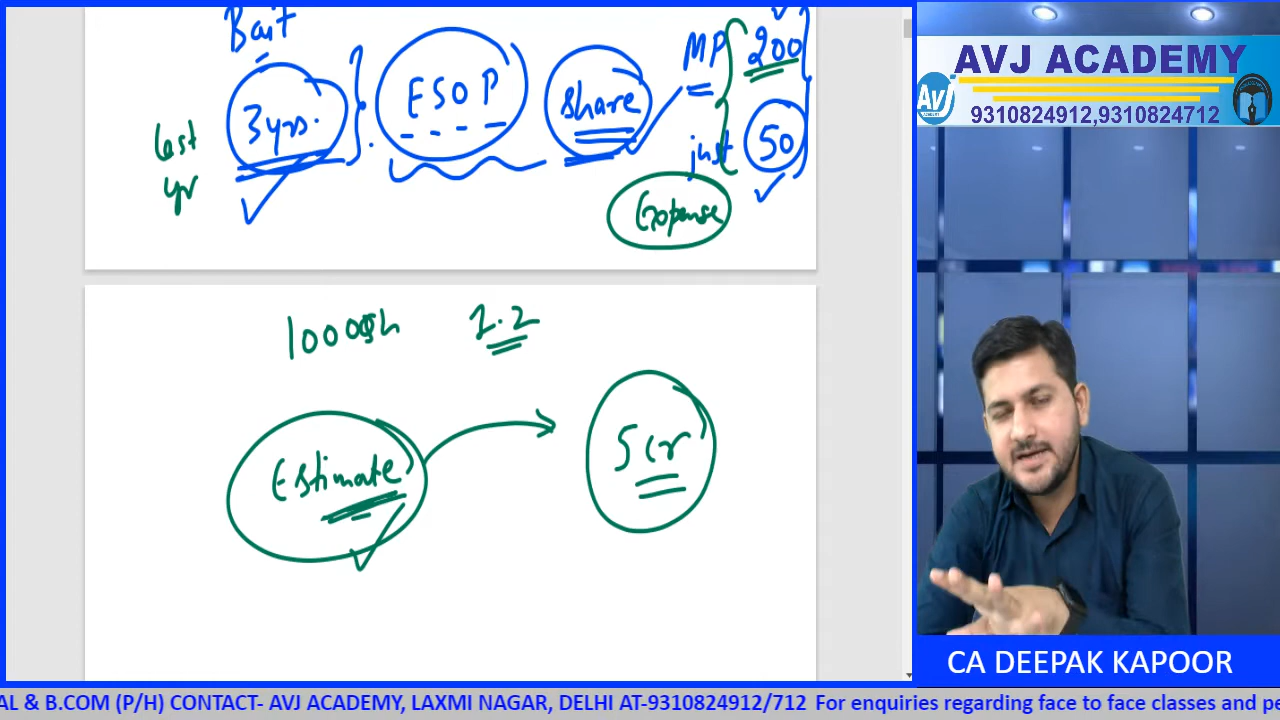 Bait
3yrs.
ESOP
share
MP
200
last
yr
just
50
Expense
1.2
Estimate
5cr
AVJ ACADEMY
AV
9310824912,9310824712
CA DEEPAK KAPOOR
AL & B.COM (P/H) CONTACT- AVJ ACADEMY, LAXMI NAGAR, DELHI AT-9310824912/712 For enquiries regarding face to face classes and pe